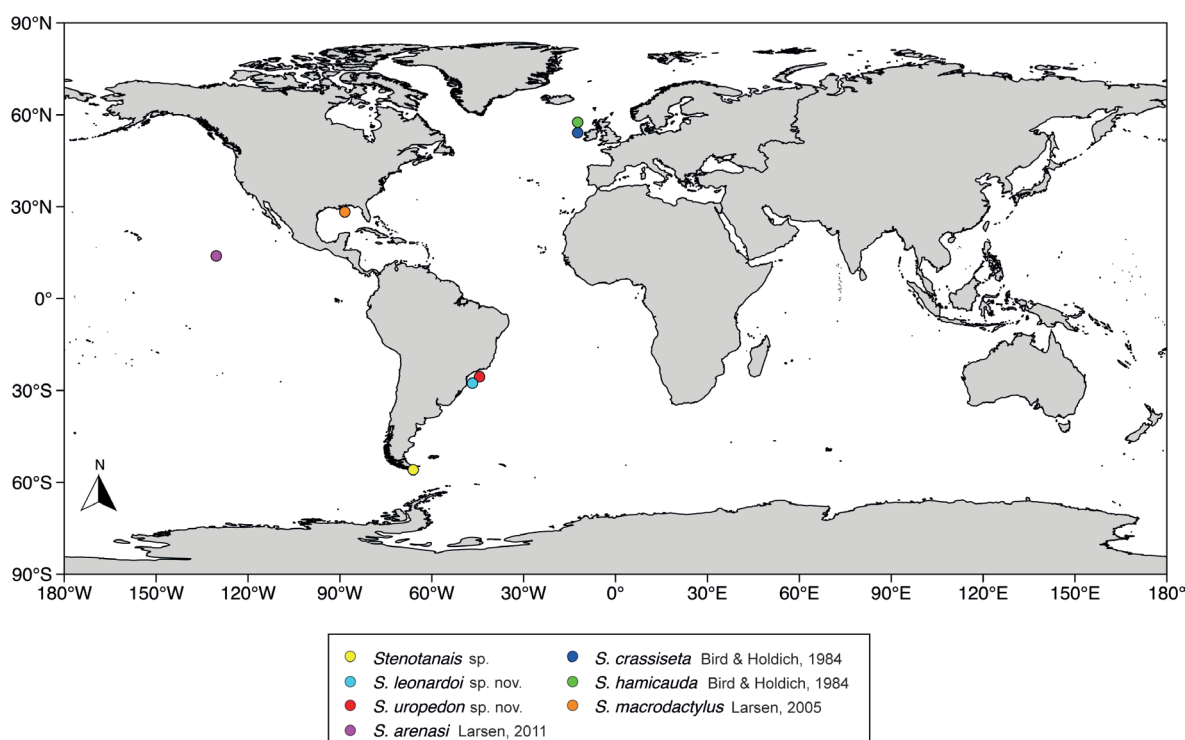 90°N
60°N
30°N
0°
30°S
60°S
90°S
N
180°W 150°W 120°W 90°W 60°W 30°W 0° 30°E 60°E 90°E 120°E 150°E 180°
Stenotanais sp.
S. leonardoi sp. nov.
S. uropedon sp. nov.
S. arenasi Larsen, 2011
S. crassiseta Bird & Holdich, 1984
S. hamicauda Bird & Holdich, 1984
S. macrodactylus Larsen, 2005